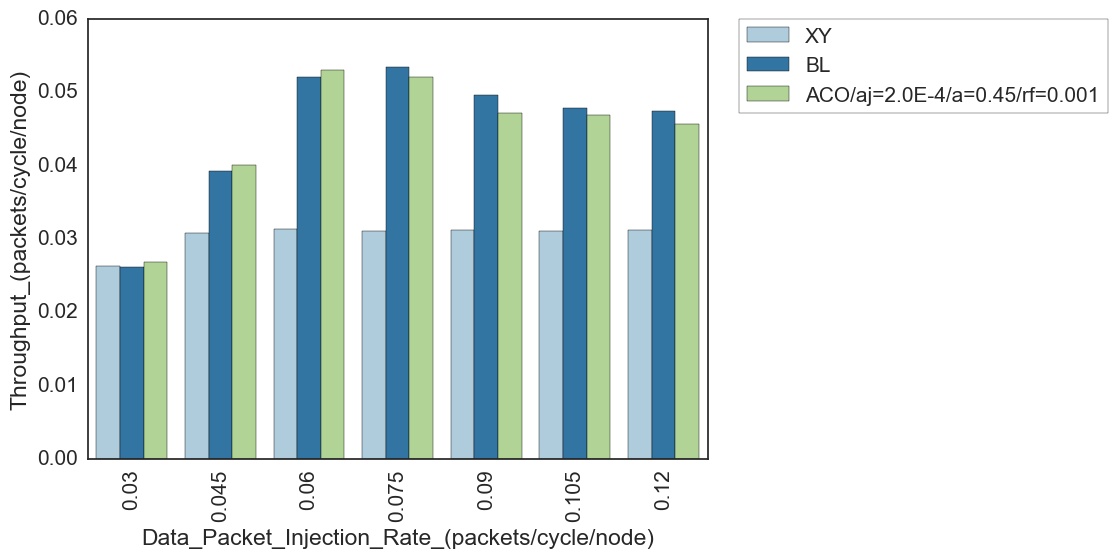 0.06
0.05
0.04
0.03
0.02
0.01
0.00
Throughput_(packets/cycle/node)
0.03
0.045
0.06
0.075
0.09
0.105
0.12
Data_Packet_Injection_Rate_(packets/cycle/node)
XY
BL
ACO/aj=2.0E-4/a=0.45/rf=0.001